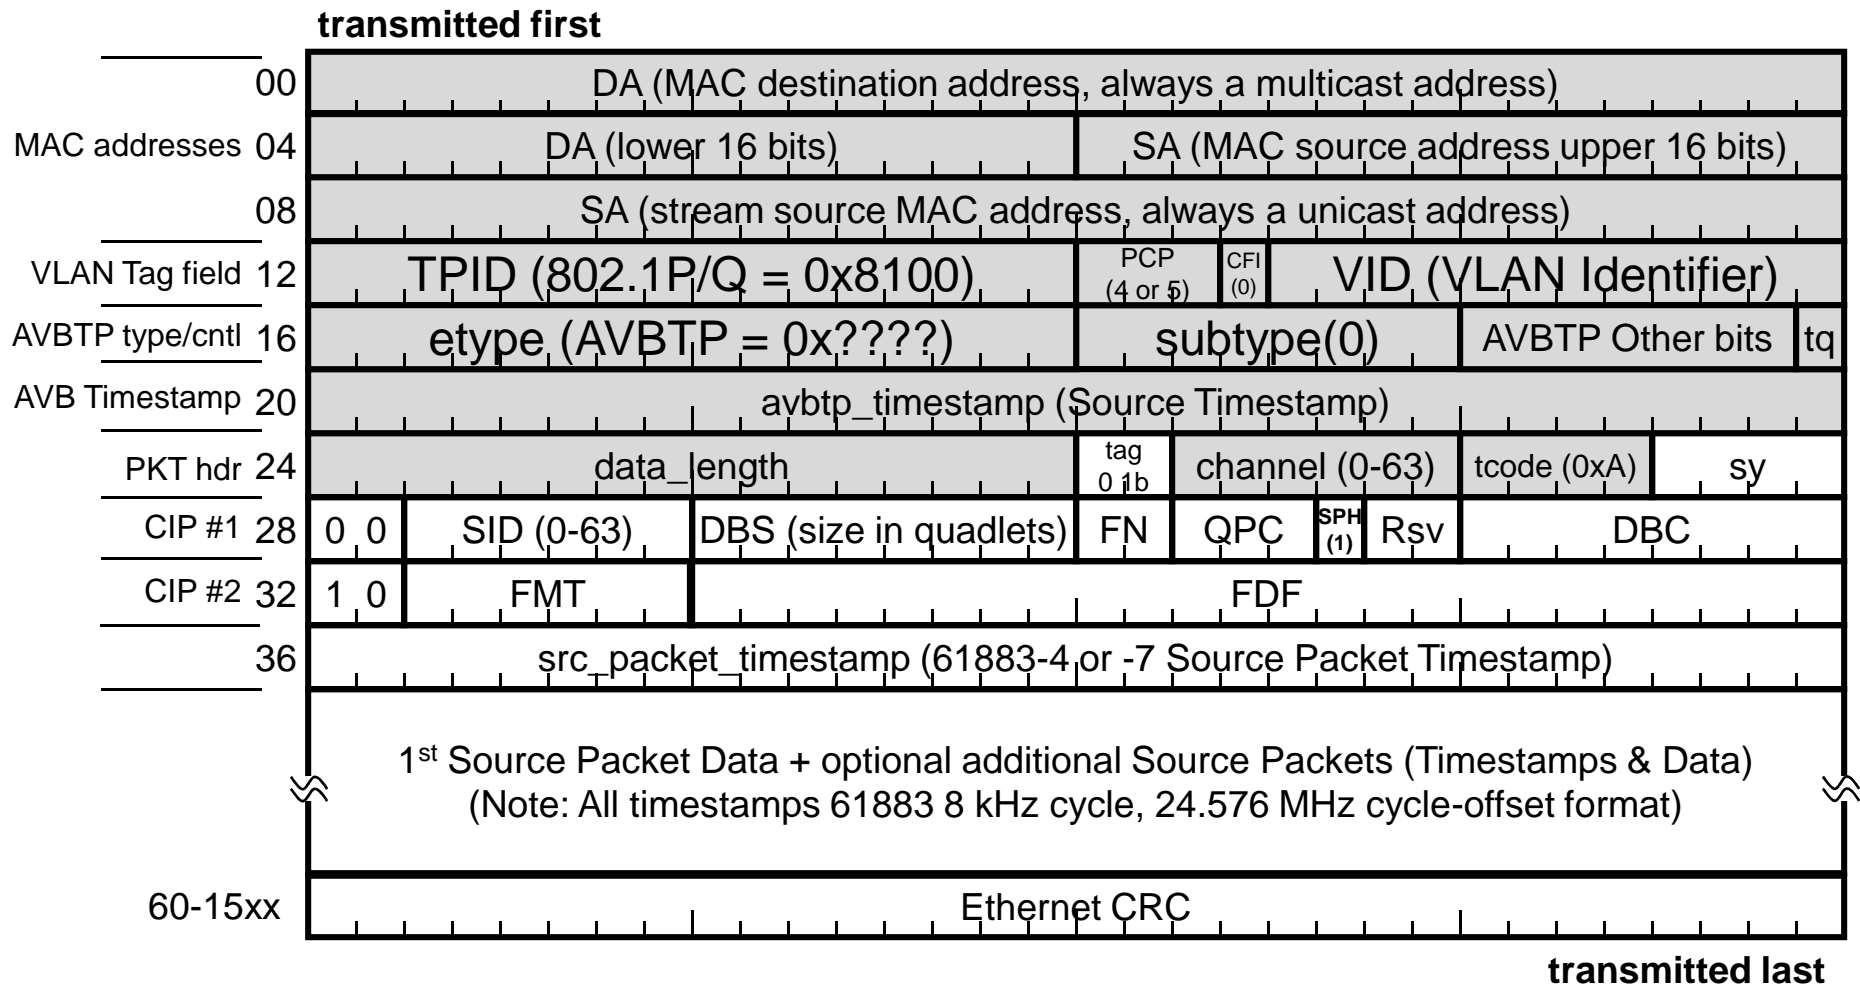 transmitted first
00 DA (MAC destination address, always a multicast address)
MAC addresses 04 DA (lower 16 bits) SA (MAC source address upper 16 bits)
08 SA (stream source MAC address, always a unicast address)
VLAN Tag field 12 TPID (802.1P/Q = 0x8100) PCP (4 or 5) CFI (0) VID (VLAN Identifier)
AVBTP type/cntl 16 etype (AVBTP = 0x????) subtype(0) AVBTP Other bits tq
AVB Timestamp 20 avbtp_timestamp (Source Timestamp)
PKT hdr 24 data_length tag 0 1b channel (0-63) tcode (0xA) sy
CIP #1 28 0 0 SID (0-63) DBS (size in quadlets) FN QPC SPH (1) Rsv DBC
CIP #2 32 1 0 FMT FDF
36 src_packet_timestamp (61883-4 or -7 Source Packet Timestamp)
1st Source Packet Data + optional additional Source Packets (Timestamps & Data)
(Note: All timestamps 61883 8 kHz cycle, 24.576 MHz cycle-offset format)
60-15xx Ethernet CRC
transmitted last